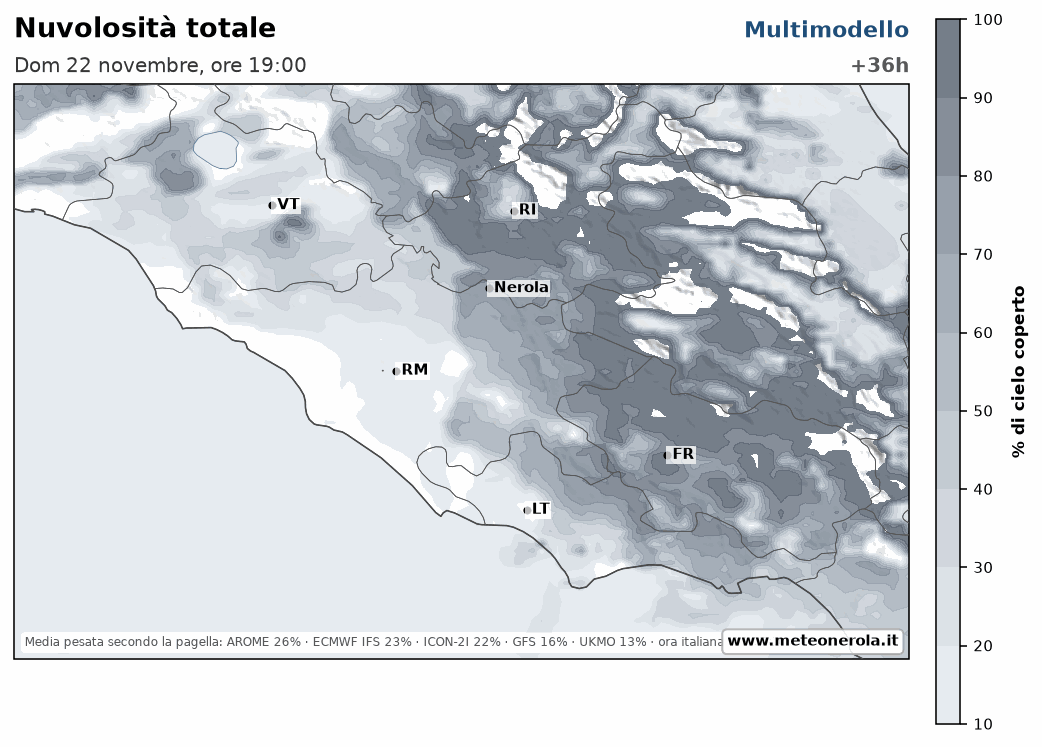 Nuvolosità totale
Multimodello
Dom 22 novembre, ore 19:00
+36h
100
90
80
70
60
50
40
30
20
10
% di cielo coperto
VT
RI
Nerola
RM
FR
LT
Media pesata secondo la pagella: AROME 26% · ECMWF IFS 23% · ICON-2I 22% · GFS 16% · UKMO 13% · ora italiana
www.meteonerola.it